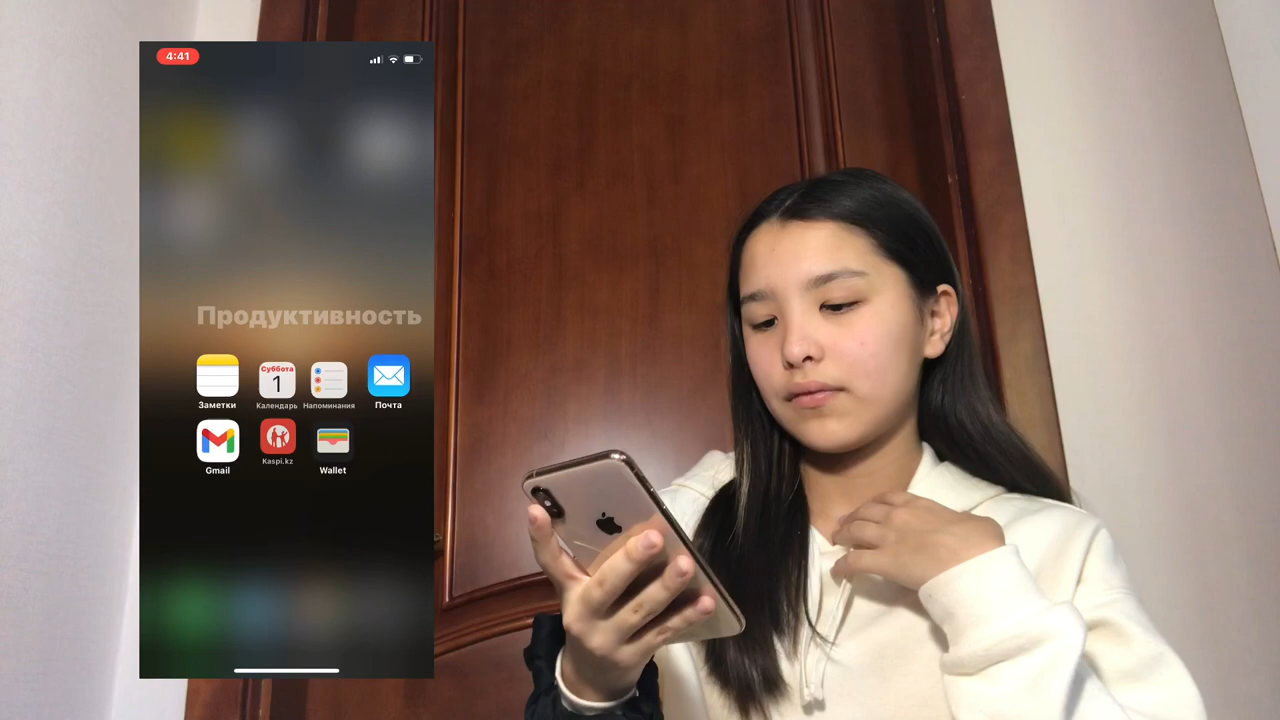 4:41
Продуктивность
Суббота
1
Заметки
Календарь
Напоминания
Почта
Gmail
Kaspi.kz
Wallet